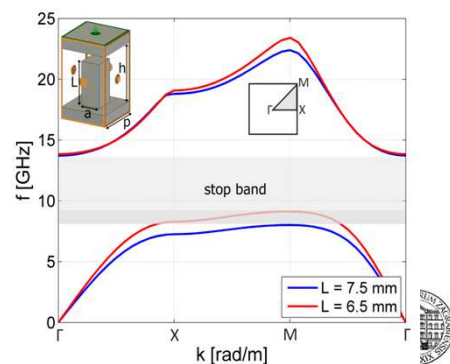 25
20
15
10
5
0
f [GHz]
L
h
a
p
M
Γ
X
stop band
L = 7.5 mm
L = 6.5 mm
Γ
X
M
Γ
k [rad/m]